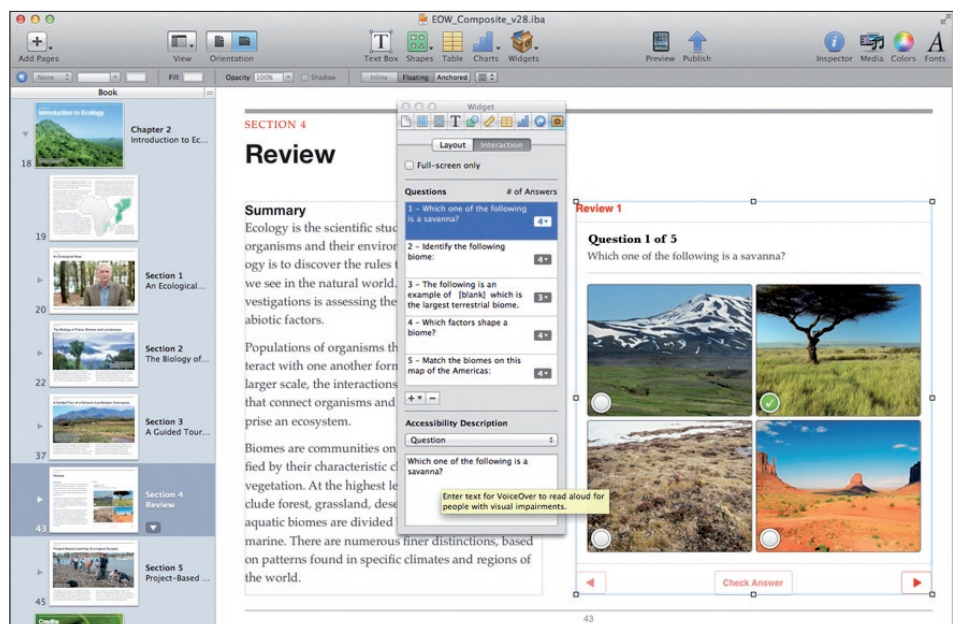 EOW_Composite_v28.iba
Add Pages
View
Orientation
Text Box
Shapes
Table
Charts
Widgets
Preview
Publish
Inspector
Media
Colors
Fonts
None
Fill:
Opacity: 100%
Shadow
Inline
Floating
Anchored
Book
Introduction to Ecology
Chapter 2
Introduction to Ec...
18
19
An Ecological View
Section 1
An Ecological...
20
Section 2
The Biology of...
22
Section 3
A Guided Tour...
37
Review
Section 4
Review
43
Section 5
Project-Based ...
45
Credits
SECTION 4
Review
Summary
Ecology is the scientific stud
organisms and their environ
ogy is to discover the rules t
we see in the natural world.
vestigations is assessing the
abiotic factors.
Populations of organisms th
teract with one another form
larger scale, the interactions
that connect organisms and
prise an ecosystem.
Biomes are communities on
fied by their characteristic c
vegetation. At the highest le
clude forest, grassland, dese
aquatic biomes are divided
marine. There are numerous finer distinctions, based
on patterns found in specific climates and regions of
the world.
Widget
Layout
Interaction
Full-screen only
Questions
# of Answers
1 - Which one of the following
is a savanna?
4
2 - Identify the following
biome:
4
3 - The following is an
example of [blank] which is
the largest terrestrial biome.
3
4 - Which factors shape a
biome?
4
5 - Match the biomes on this
map of the Americas:
4
Accessibility Description
Question
Which one of the following is a
savanna?
Enter text for VoiceOver to read aloud for
people with visual impairments.
Review 1
Question 1 of 5
Which one of the following is a savanna?
Check Answer
43